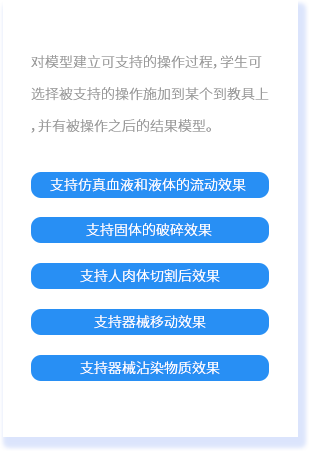 对模型建立可支持的操作过程, 学生可
选择被支持的操作施加到某个到教具上
, 并有被操作之后的结果模型。
支持仿真血液和液体的流动效果
支持固体的破碎效果
支持人肉体切割后效果
支持器械移动效果
支持器械沾染物质效果